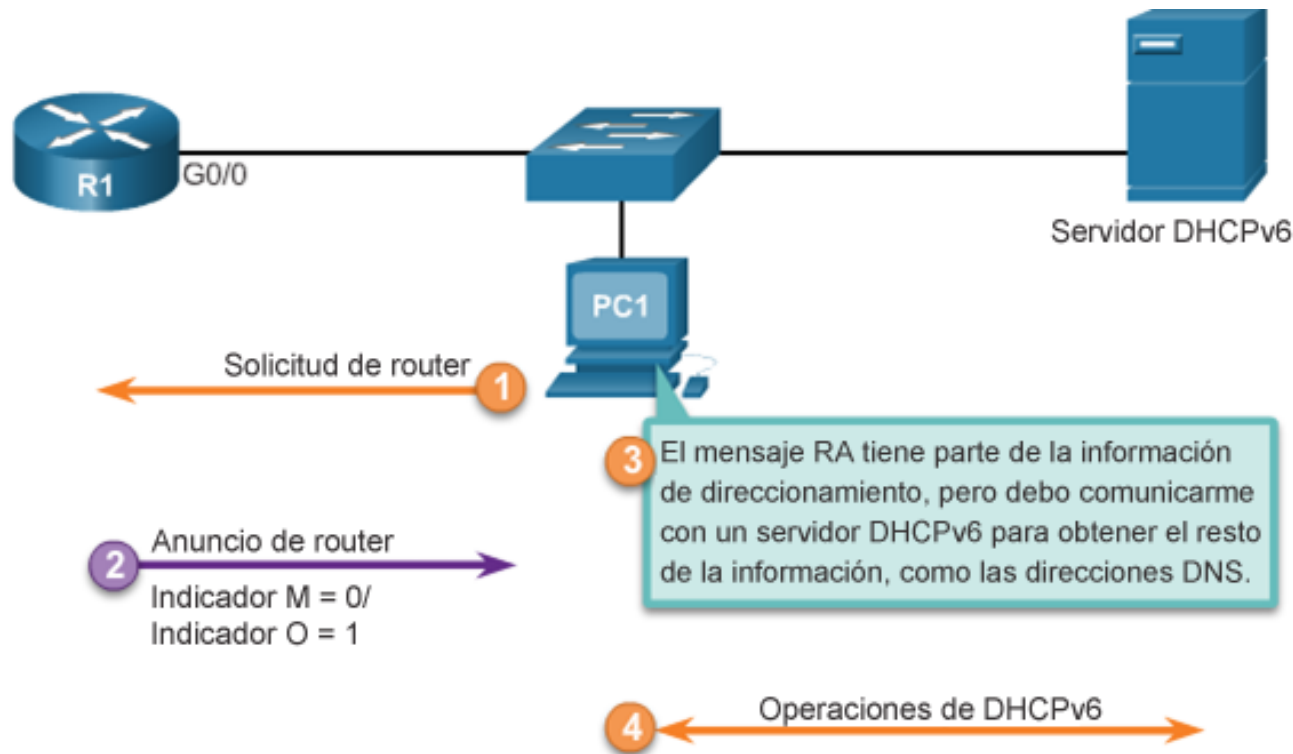 R1
G0/0
Servidor DHCPv6
PC1
Solicitud de router
1
3
El mensaje RA tiene parte de la información
de direccionamiento, pero debo comunicarme
con un servidor DHCPv6 para obtener el resto
de la información, como las direcciones DNS.
2
Anuncio de router
Indicador M = 0/
Indicador O = 1
4
Operaciones de DHCPv6